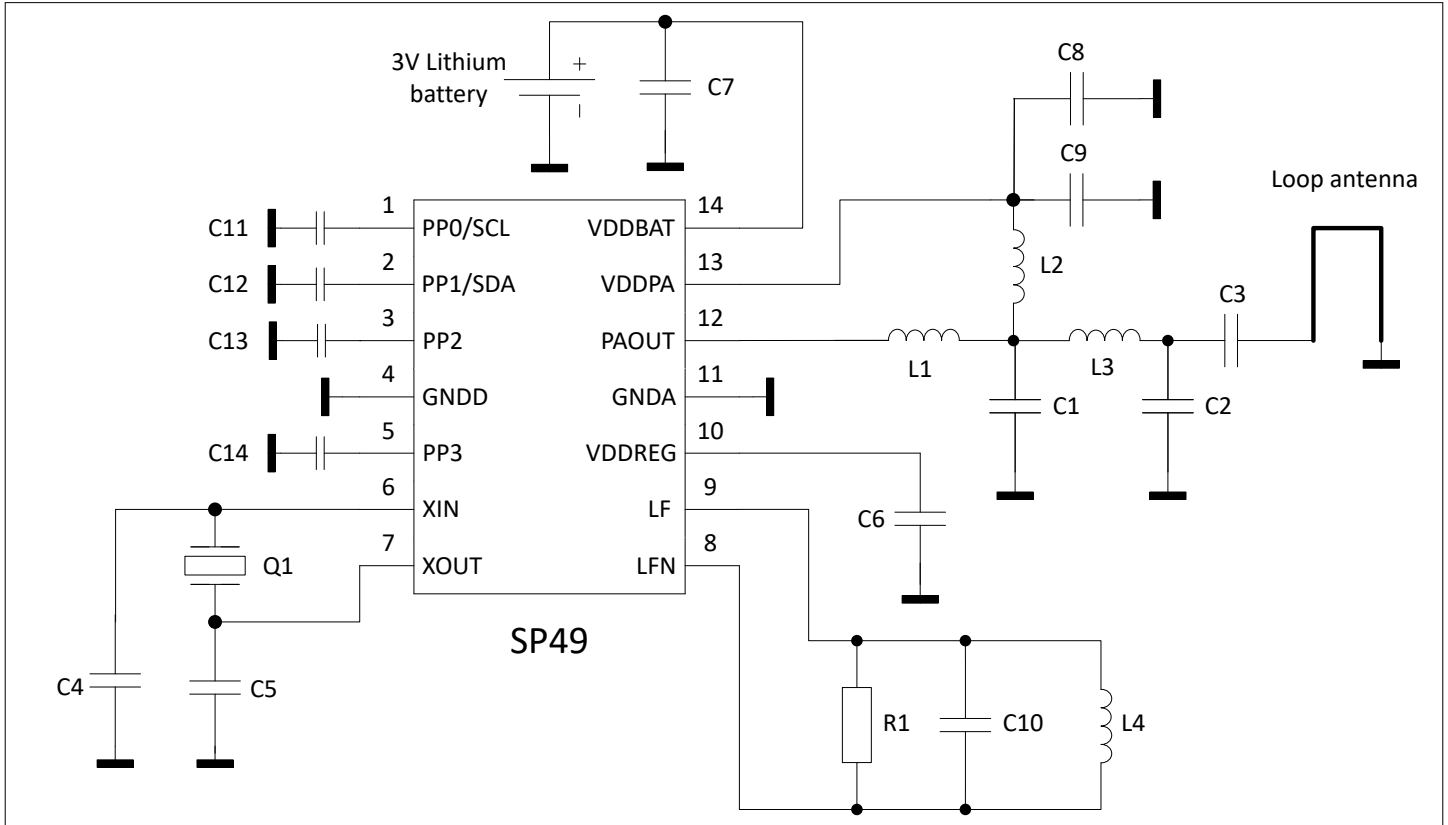 3V Lithium
battery
+
–
C7
C8
C9
Loop antenna
C11
1
PP0/SCL
VDDBAT
14
C12
2
PP1/SDA
VDDPA
13
L2
C3
C13
3
PP2
PAOUT
12
L1
L3
4
GNDD
GNDA
11
C1
C2
C14
5
PP3
VDDREG
10
6
XIN
LF
9
C6
Q1
7
XOUT
LFN
8
SP49
C4
C5
R1
C10
L4